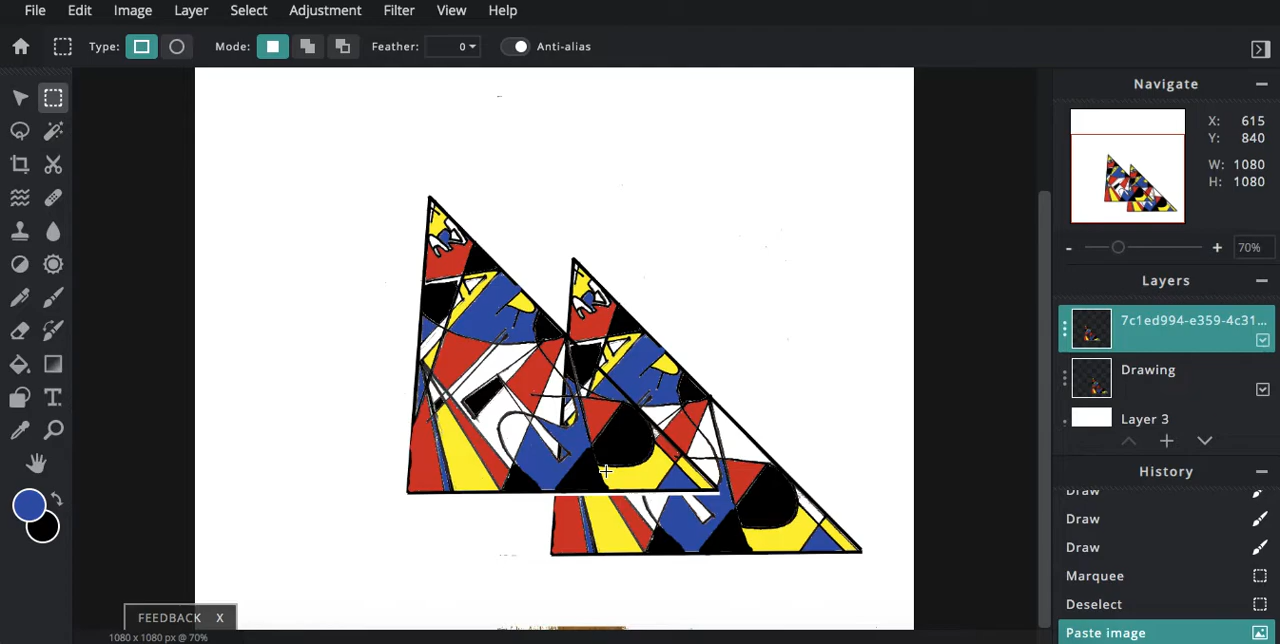 File Edit Image Layer Select Adjustment Filter View Help
Type: Mode: Feather: 0 Anti-alias
Navigate
X: 615
Y: 840
W: 1080
H: 1080
- + 70%
Layers
7c1ed994-e359-4c31...
Drawing
Layer 3
History
Draw
Draw
Draw
Marquee
Deselect
Paste image
FEEDBACK X
1080 x 1080 px @ 70%
T